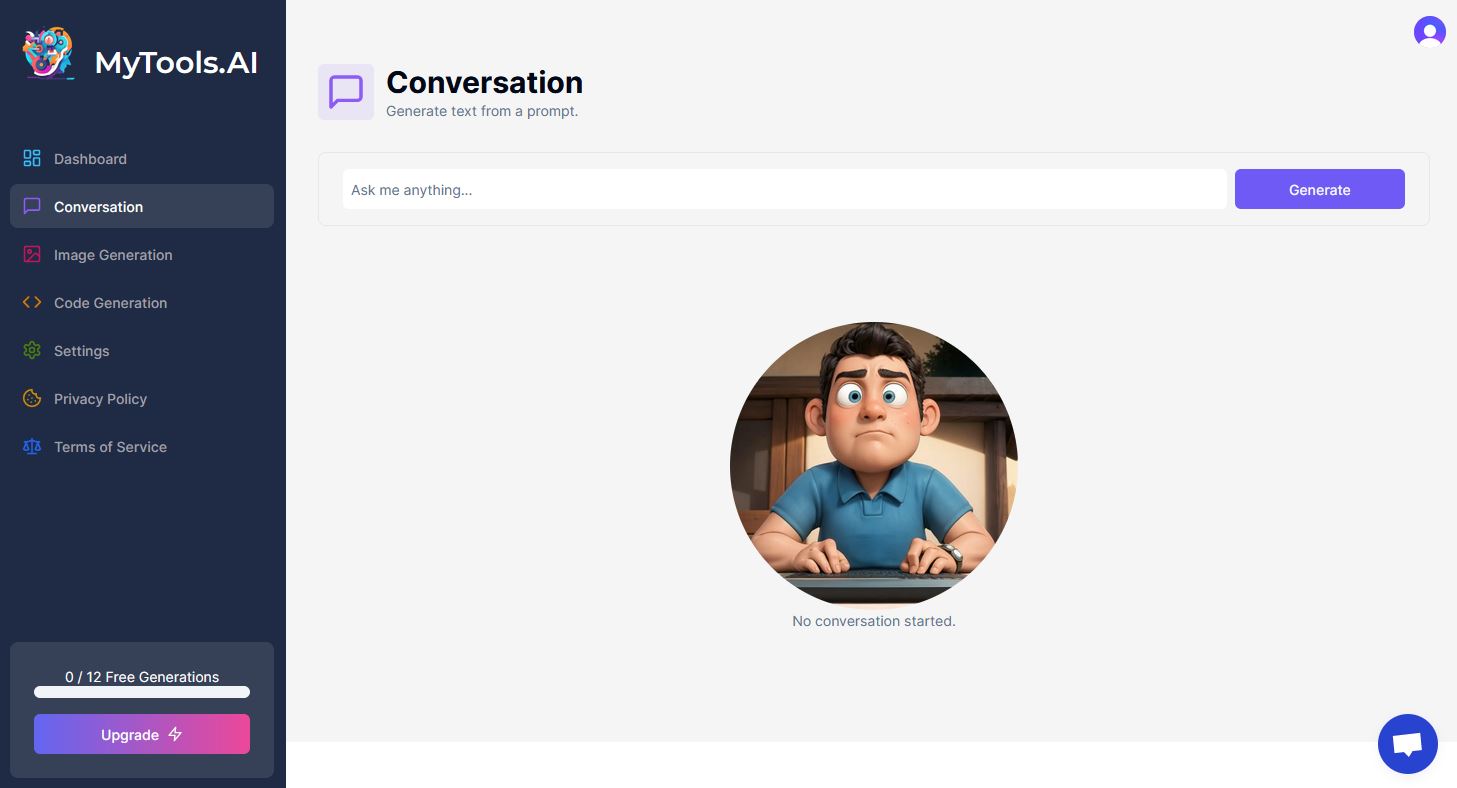 MyTools.AI
Dashboard
Conversation
Image Generation
Code Generation
Settings
Privacy Policy
Terms of Service
0 / 12 Free Generations
Upgrade
Conversation
Generate text from a prompt.
Ask me anything...
Generate
No conversation started.